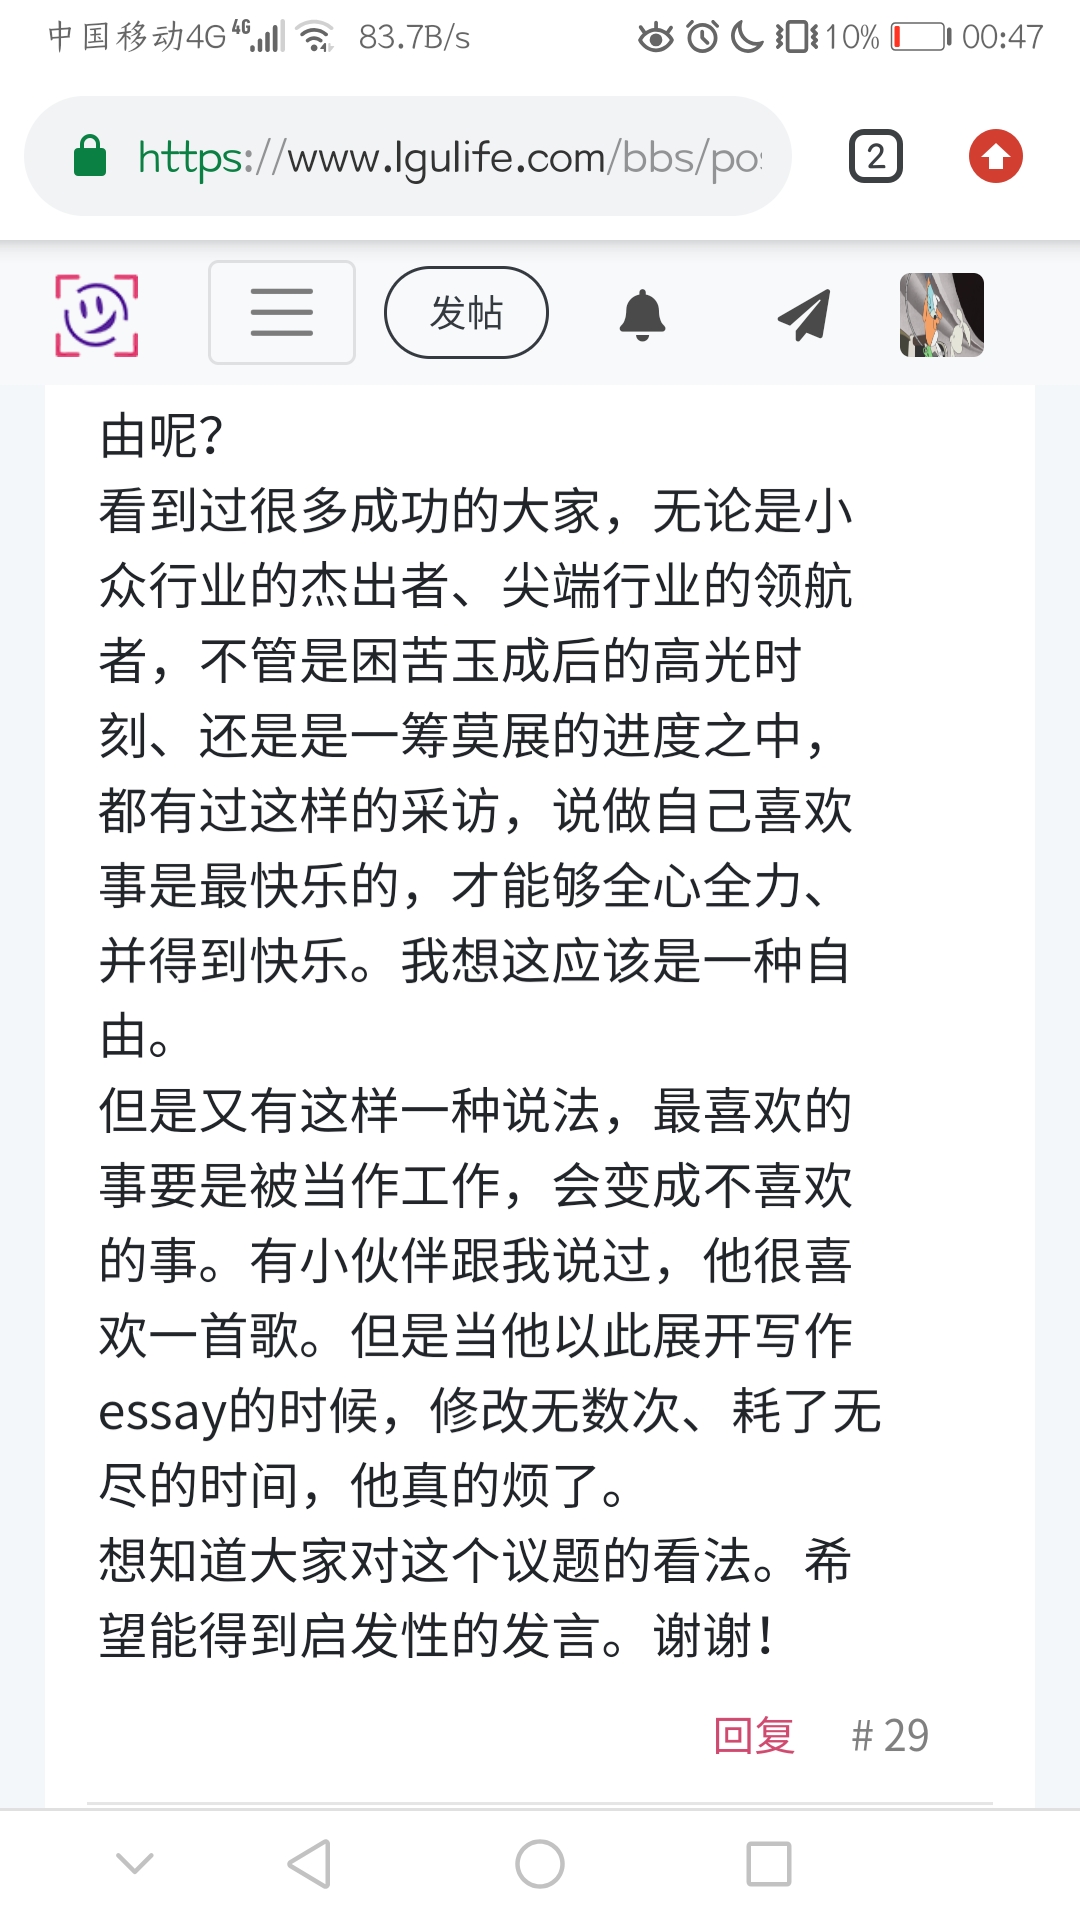 中国移动4G 4G 83.7B/s 10% 00:47
https://www.lgulife.com/bbs/po
2
发帖
由呢？
看到过很多成功的大家，无论是小
众行业的杰出者、尖端行业的领航
者，不管是困苦玉成后的高光时
刻、还是是一筹莫展的进度之中，
都有过这样的采访，说做自己喜欢
事是最快乐的，才能够全心全力、
并得到快乐。我想这应该是一种自
由。
但是又有这样一种说法，最喜欢的
事要是被当作工作，会变成不喜欢
的事。有小伙伴跟我说过，他很喜
欢一首歌。但是当他以此展开写作
essay的时候，修改无数次、耗了无
尽的时间，他真的烦了。
想知道大家对这个议题的看法。希
望能得到启发性的发言。谢谢！
回复 # 29